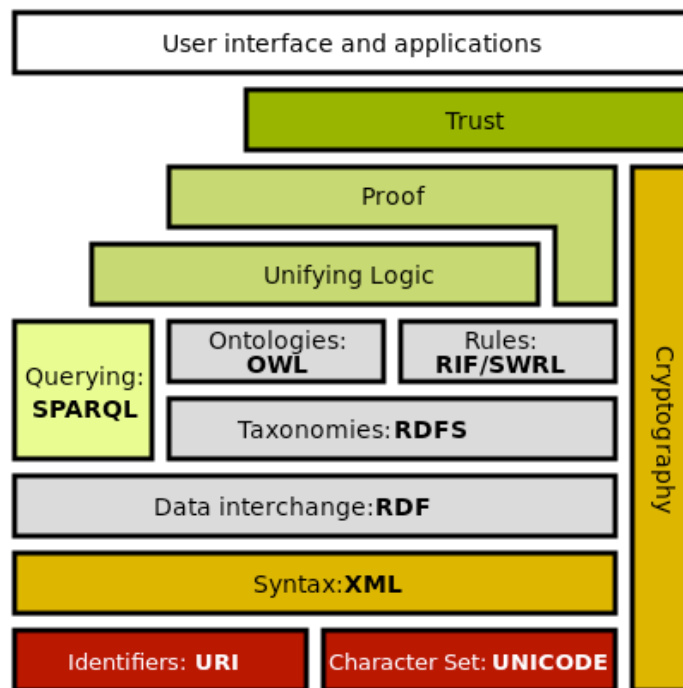 User interface and applications
Trust
Proof
Unifying Logic
Ontologies:
OWL
Rules:
RIF/SWRL
Querying:
SPARQL
Taxonomies:RDFS
Cryptography
Data interchange:RDF
Syntax:XML
Identifiers: URI
Character Set: UNICODE